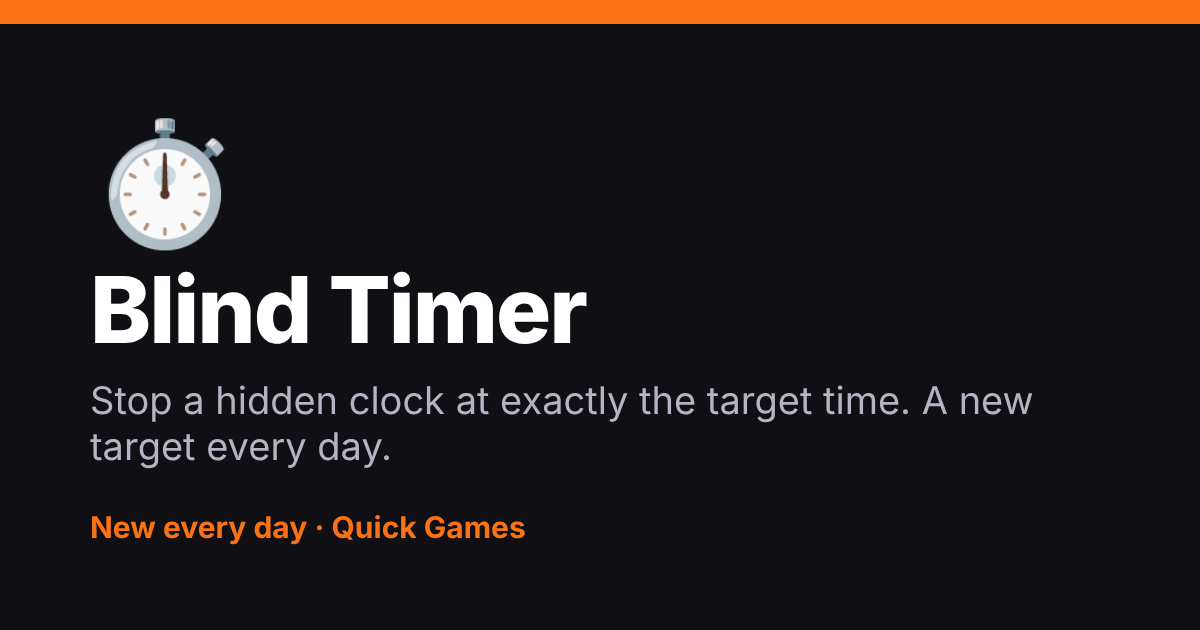 Blind Timer
Stop a hidden clock at exactly the target time. A new
target every day.
New every day · Quick Games